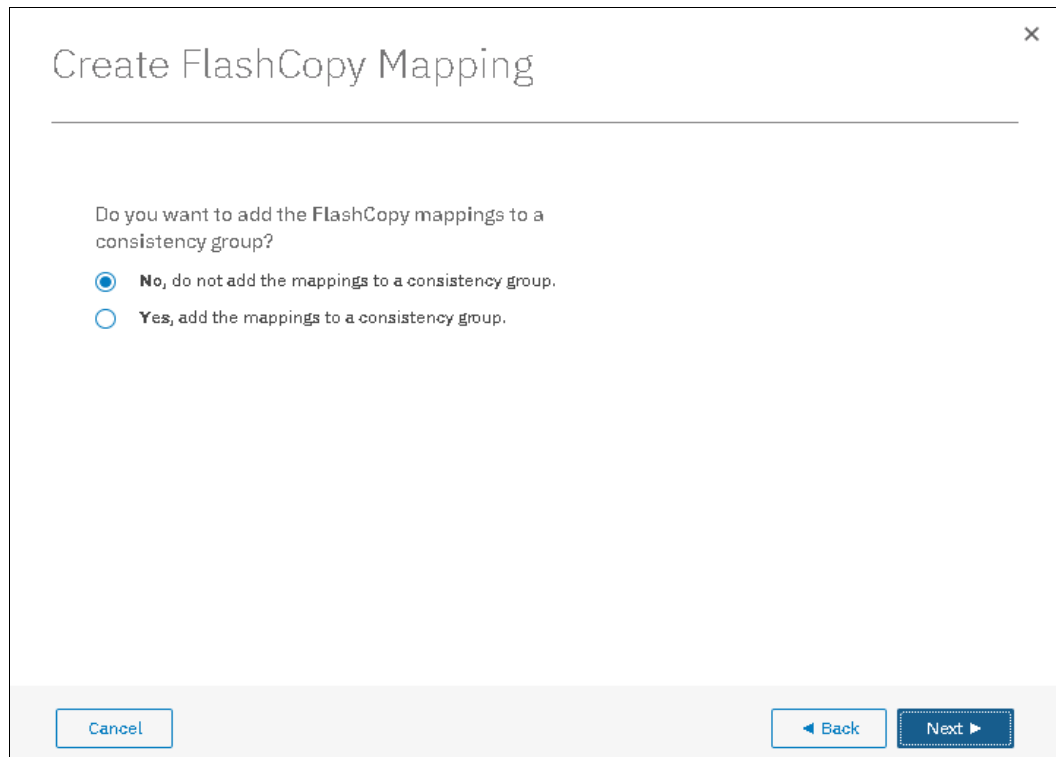 Create FlashCopy Mapping
Do you want to add the FlashCopy mappings to a
consistency group?
No, do not add the mappings to a consistency group.
Yes, add the mappings to a consistency group.
Cancel
◄ Back
Next ►